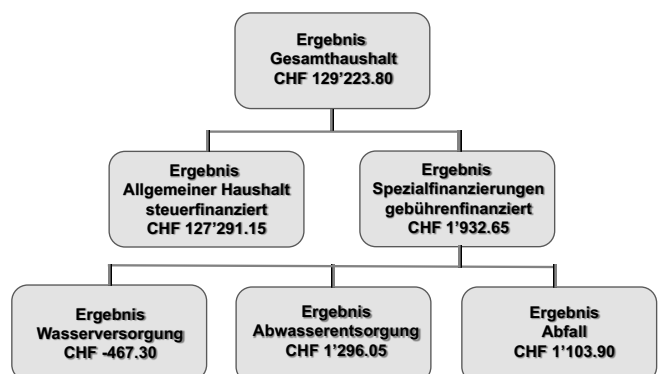 Ergebnis
Gesamthaushalt
CHF 129’223.80
Ergebnis
Allgemeiner Haushalt
steuerfinanziert
CHF 127’291.15
Ergebnis
Spezialfinanzierungen
gebührenfinanziert
CHF 1’932.65
Ergebnis
Wasserversorgung
CHF -467.30
Ergebnis
Abwasserentsorgung
CHF 1’296.05
Ergebnis
Abfall
CHF 1’103.90